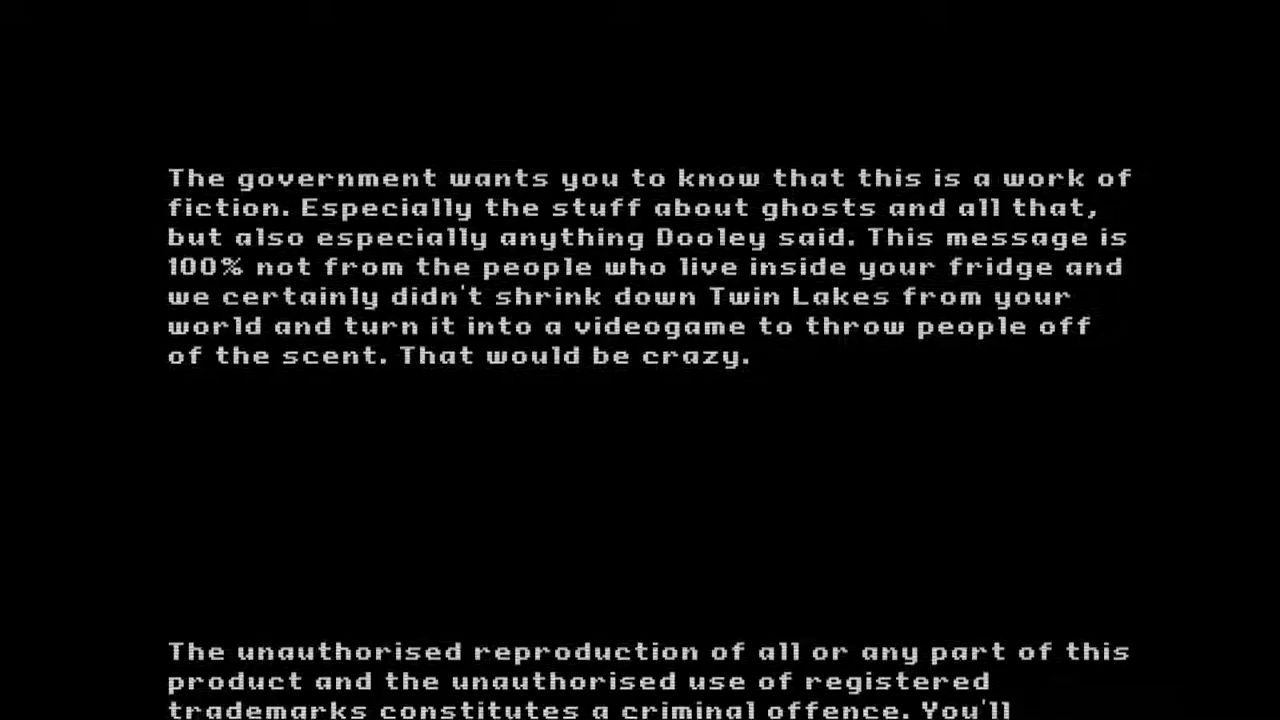 The government wants you to know that this is a work of
fiction. Especially the stuff about ghosts and all that,
but also especially anything Dooley said. This message is
100% not from the people who live inside your fridge and
we certainly didn't shrink down Twin Lakes from your
world and turn it into a videogame to throw people off
of the scent. That would be crazy.
The unauthorised reproduction of all or any part of this
product and the unauthorised use of registered
trademarks constitutes a criminal offence. You'll